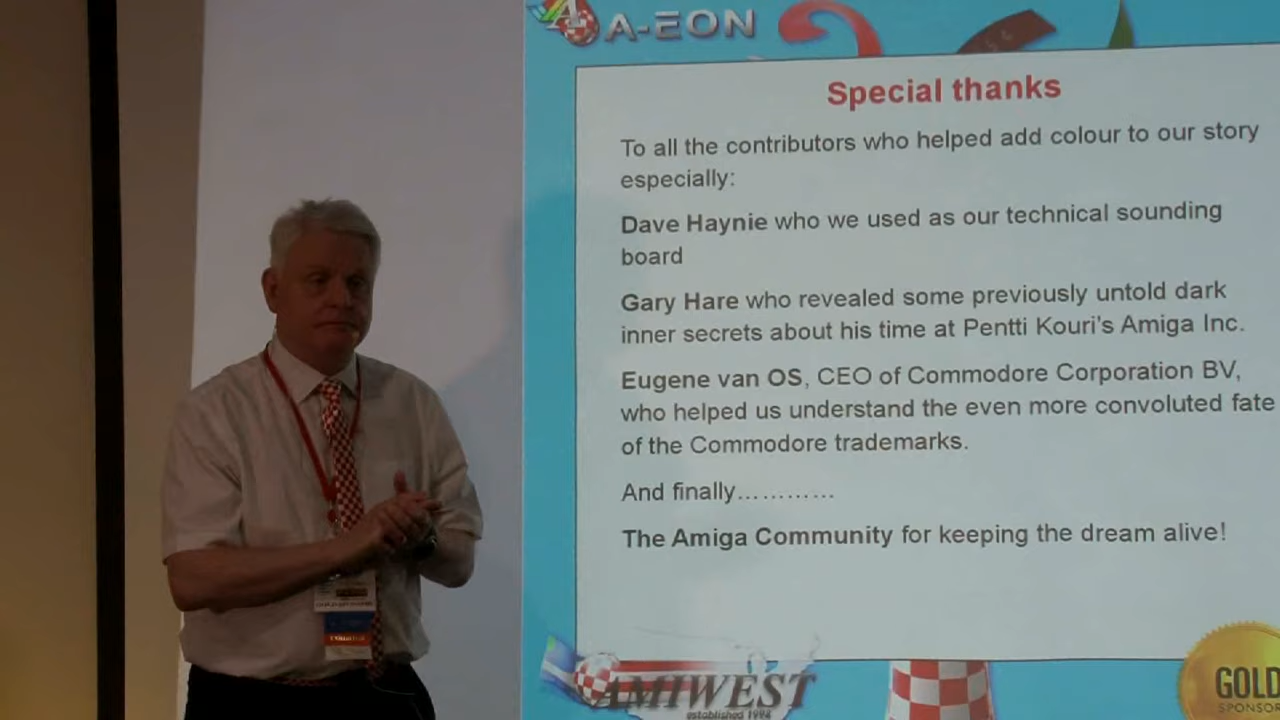 A-EON
Special thanks
To all the contributors who helped add colour to our story
especially:
Dave Haynie who we used as our technical sounding
board
Gary Hare who revealed some previously untold dark
inner secrets about his time at Pentti Kouri's Amiga Inc.
Eugene van OS, CEO of Commodore Corporation BV,
who helped us understand the even more convoluted fate
of the Commodore trademarks.
And finally…………
The Amiga Community for keeping the dream alive!
AMIWEST
established 1998
GOLD
SPONSOR